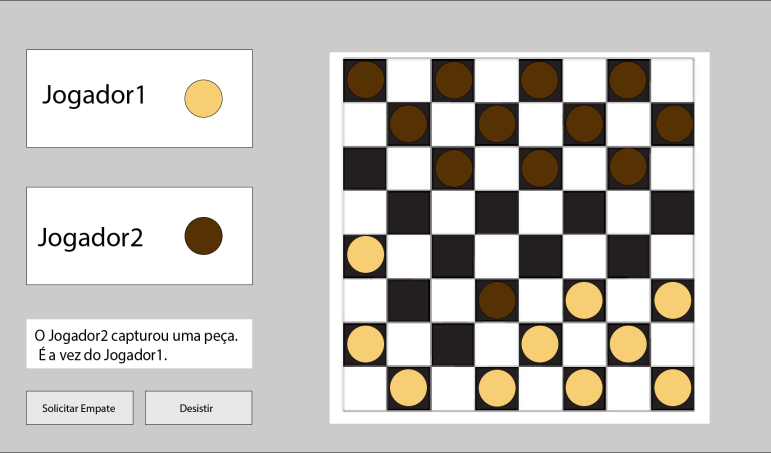 Jogador1
Jogador2
O Jogador2 capturou uma peça.
É a vez do Jogador1.
Solicitar Empate
Desistir